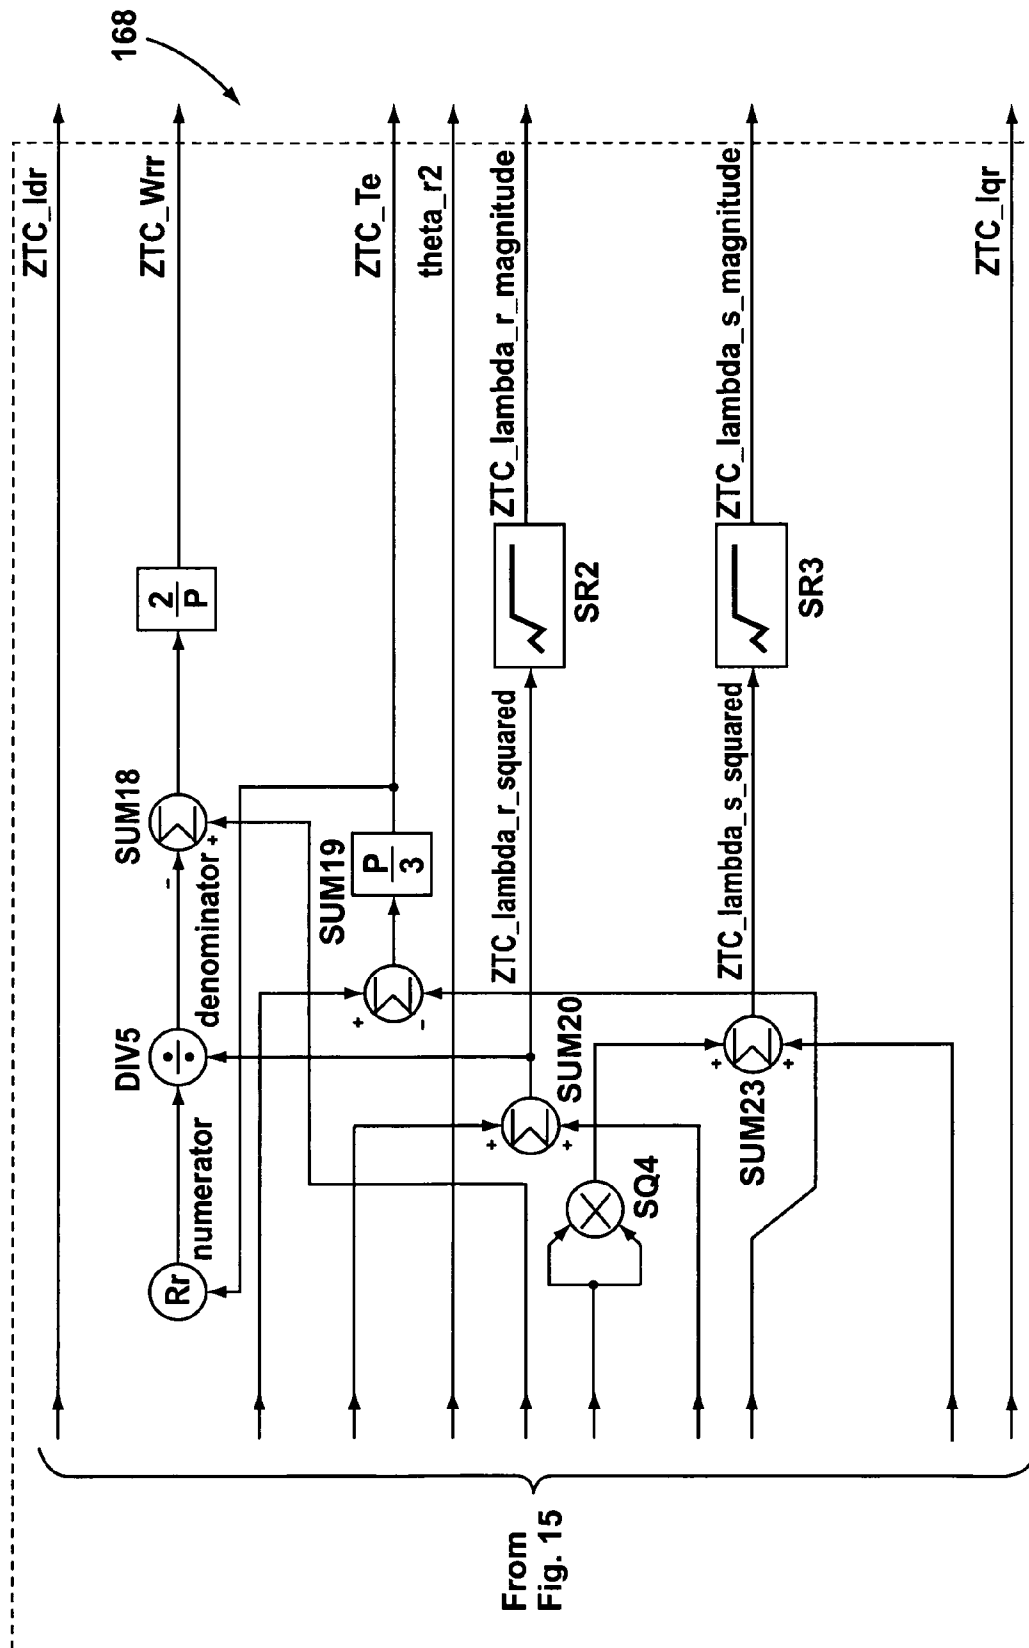 168
ZTC_Idr
ZTC_Wrr
ZTC_Te
theta_r2
ZTC_lambda_r_magnitude
ZTC_lambda_s_magnitude
ZTC_Iqr
2
P
SR2
SR3
SUM18
-
+
denominator
DIV5
numerator
Rr
SUM19
P
3
+
-
ZTC_lambda_r_squared
ZTC_lambda_s_squared
SUM20
+
+
SUM23
+
+
SQ4
From
Fig. 15